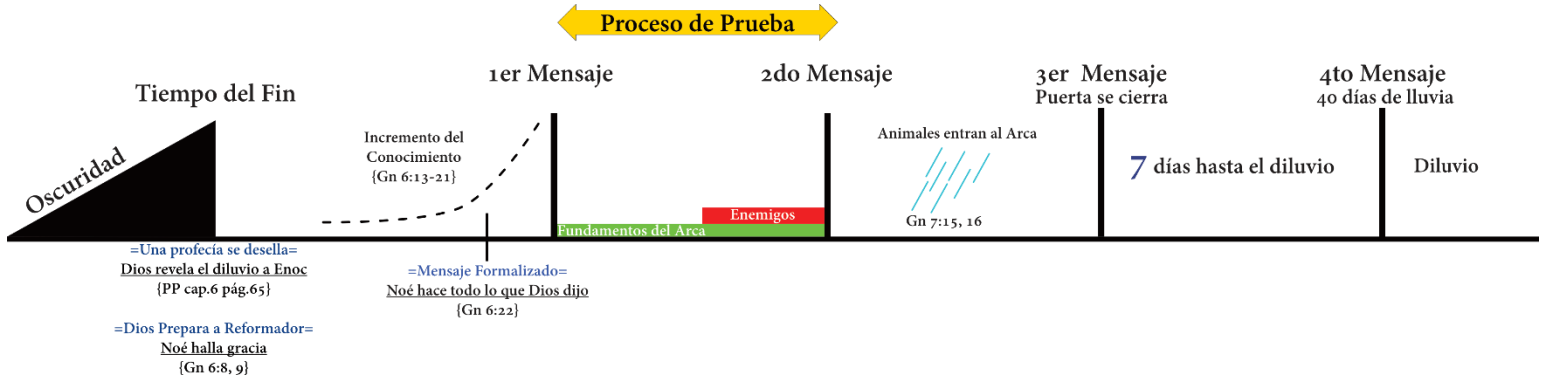 Proceso de Prueba
Oscuridad
Tiempo del Fin
=Una profecía se desella=
Dios revela el diluvio a Enoc
{PP cap.6 pág.65}
=Dios Prepara a Reformador=
Noé halla gracia
{Gn 6:8, 9}
Incremento del
Conocimiento
{Gn 6:13-21}
=Mensaje Formalizado=
Noé hace todo lo que Dios dijo
{Gn 6:22}
1er Mensaje
Fundamentos del Arca
Enemigos
2do Mensaje
Animales entran al Arca
Gn 7:15, 16
3er Mensaje
Puerta se cierra
7 días hasta el diluvio
4to Mensaje
40 días de lluvia
Diluvio